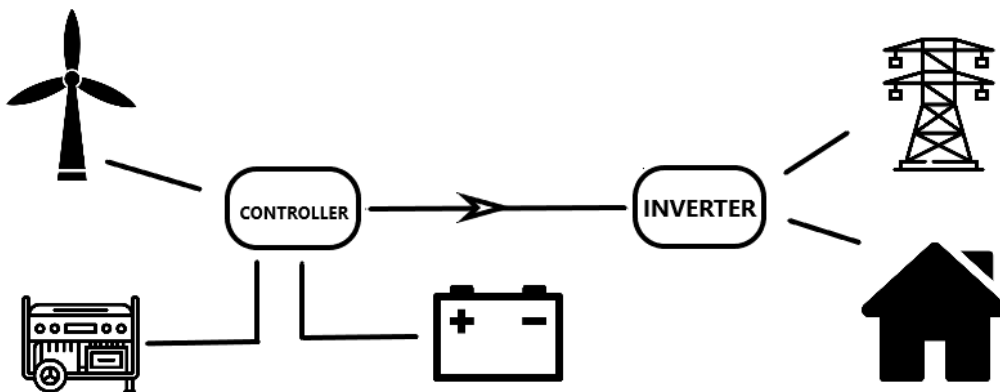 CONTROLLER
INVERTER
+ −